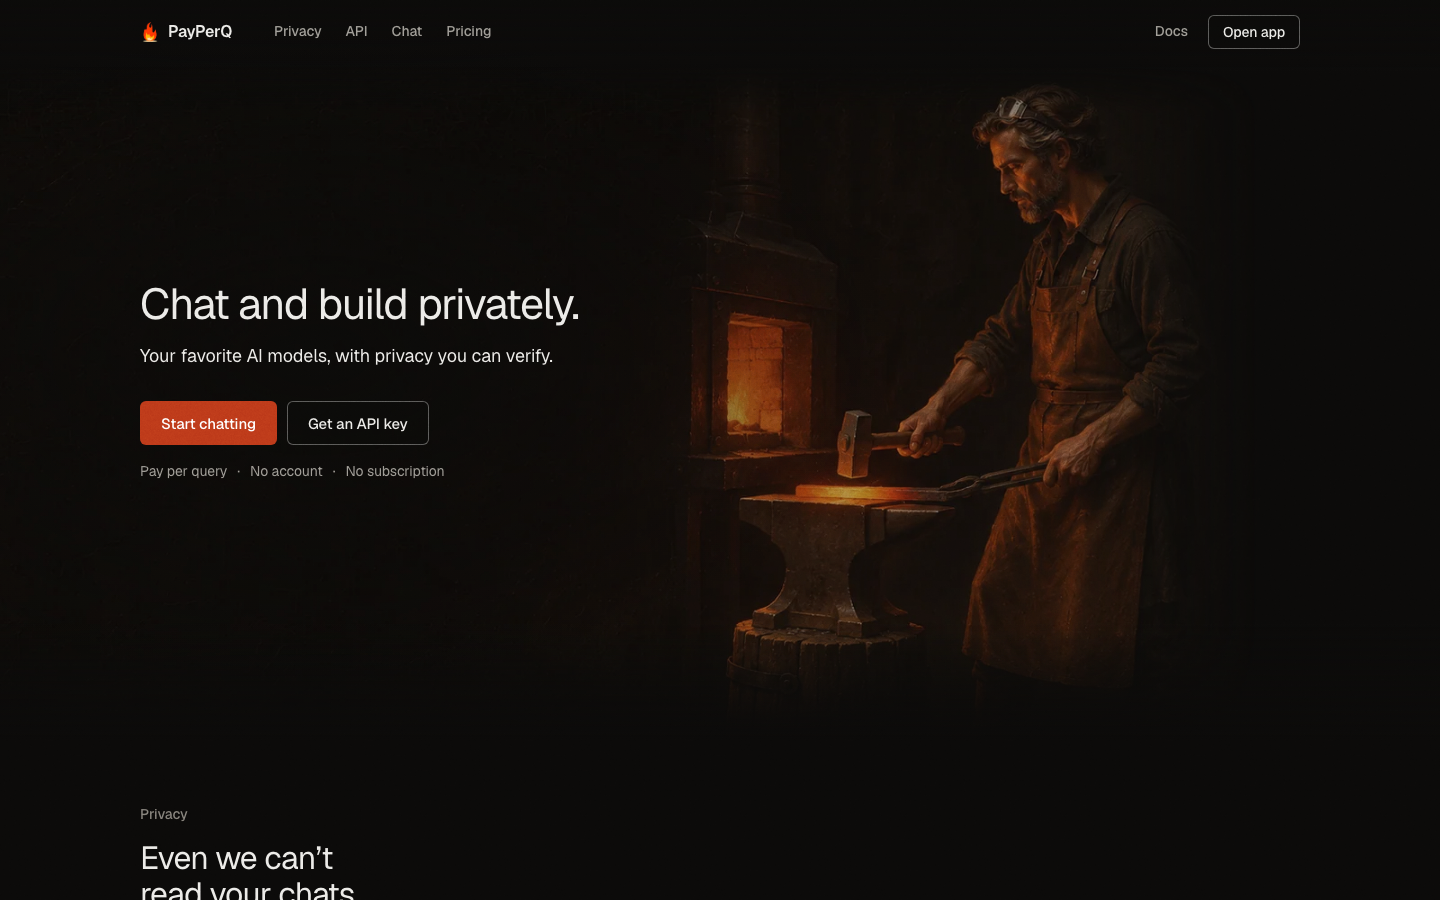 PayPerQ
Privacy
API
Chat
Pricing
Docs
Open app
Chat and build privately.
Your favorite AI models, with privacy you can verify.
Start chatting
Get an API key
Pay per query · No account · No subscription
Privacy
Even we can’t
read your chats